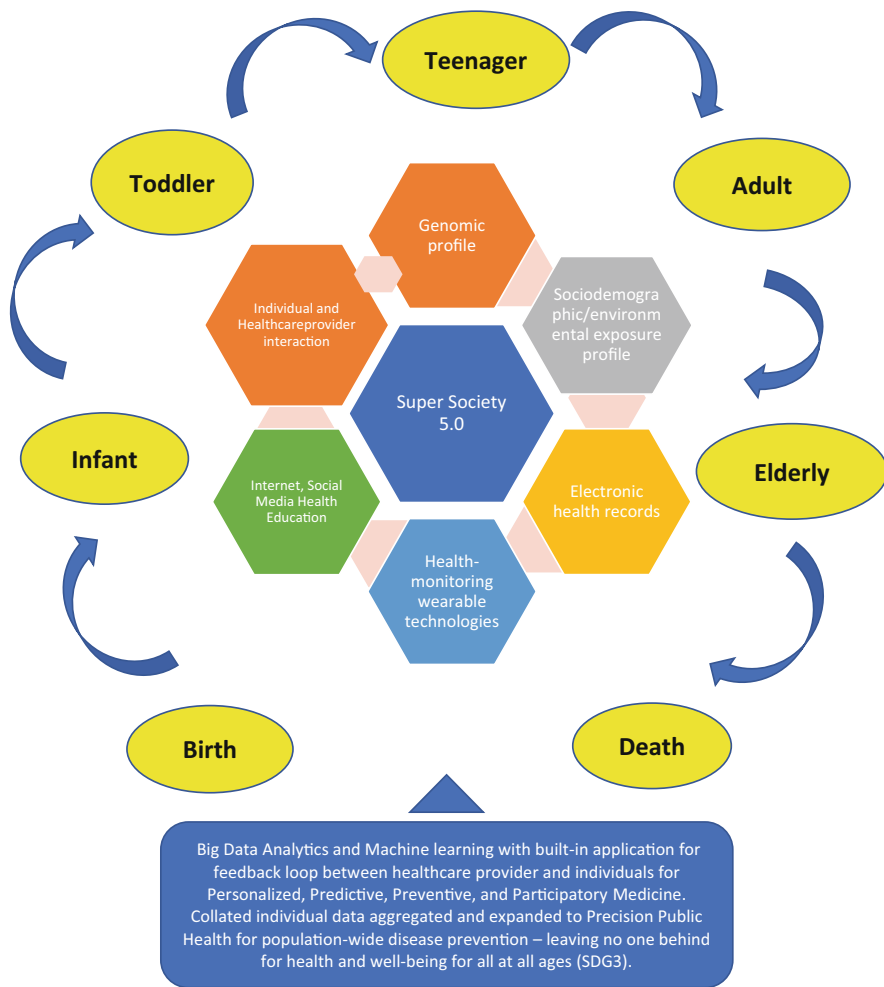 Teenager
Toddler
Adult
Genomic
profile
Individual and
Healthcareprovider
interaction
Sociodemogra
phic/environm
ental exposure
profile
Super Society
5.0
Infant
Internet, Social
Media Health
Education
Electronic
health records
Elderly
Health-
monitoring
wearable
technologies
Birth
Death
Big Data Analytics and Machine learning with built-in application for
feedback loop between healthcare provider and individuals for
Personalized, Predictive, Preventive, and Participatory Medicine.
Collated individual data aggregated and expanded to Precision Public
Health for population-wide disease prevention – leaving no one behind
for health and well-being for all at all ages (SDG3).